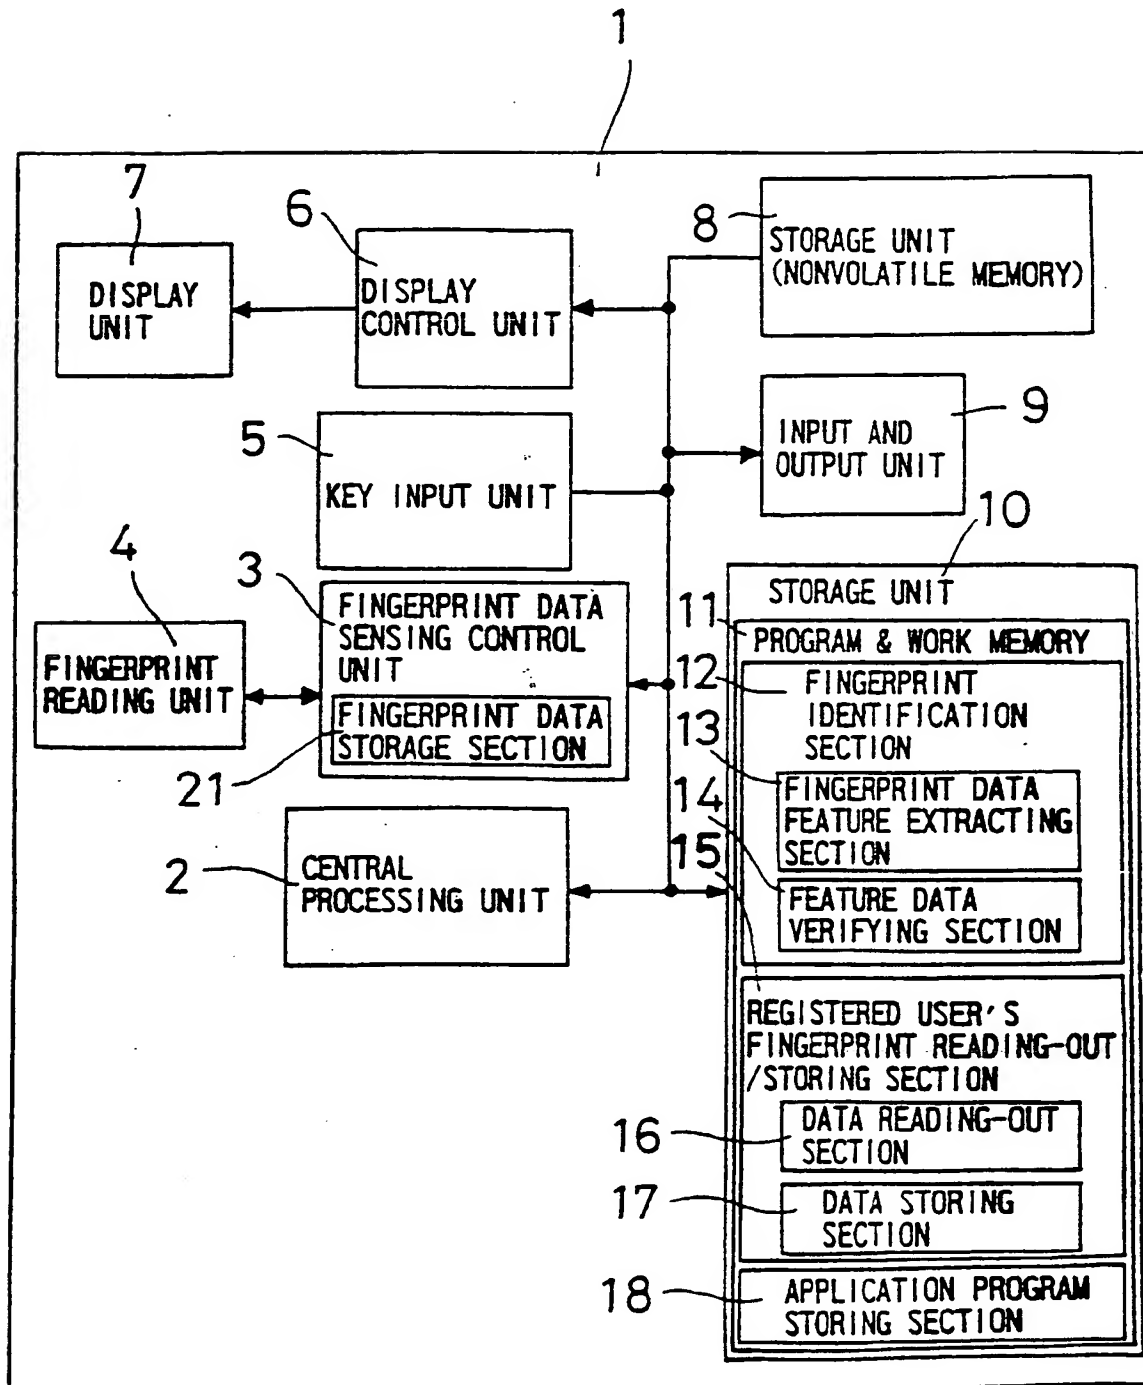 1
7
DISPLAY
UNIT
6
DISPLAY
CONTROL UNIT
8
STORAGE UNIT
(NONVOLATILE MEMORY)
5
KEY INPUT UNIT
9
INPUT AND
OUTPUT UNIT
4
FINGERPRINT
READING UNIT
3
FINGERPRINT DATA
SENSING CONTROL
UNIT
FINGERPRINT DATA
STORAGE SECTION
21
2
CENTRAL
PROCESSING UNIT
10
STORAGE UNIT
11
PROGRAM & WORK MEMORY
12
FINGERPRINT
IDENTIFICATION
SECTION
13
FINGERPRINT DATA
FEATURE EXTRACTING
SECTION
14
FEATURE DATA
VERIFYING SECTION
15
REGISTERED USER'S
FINGERPRINT READING-OUT
/STORING SECTION
16
DATA READING-OUT
SECTION
17
DATA STORING
SECTION
18
APPLICATION PROGRAM
STORING SECTION